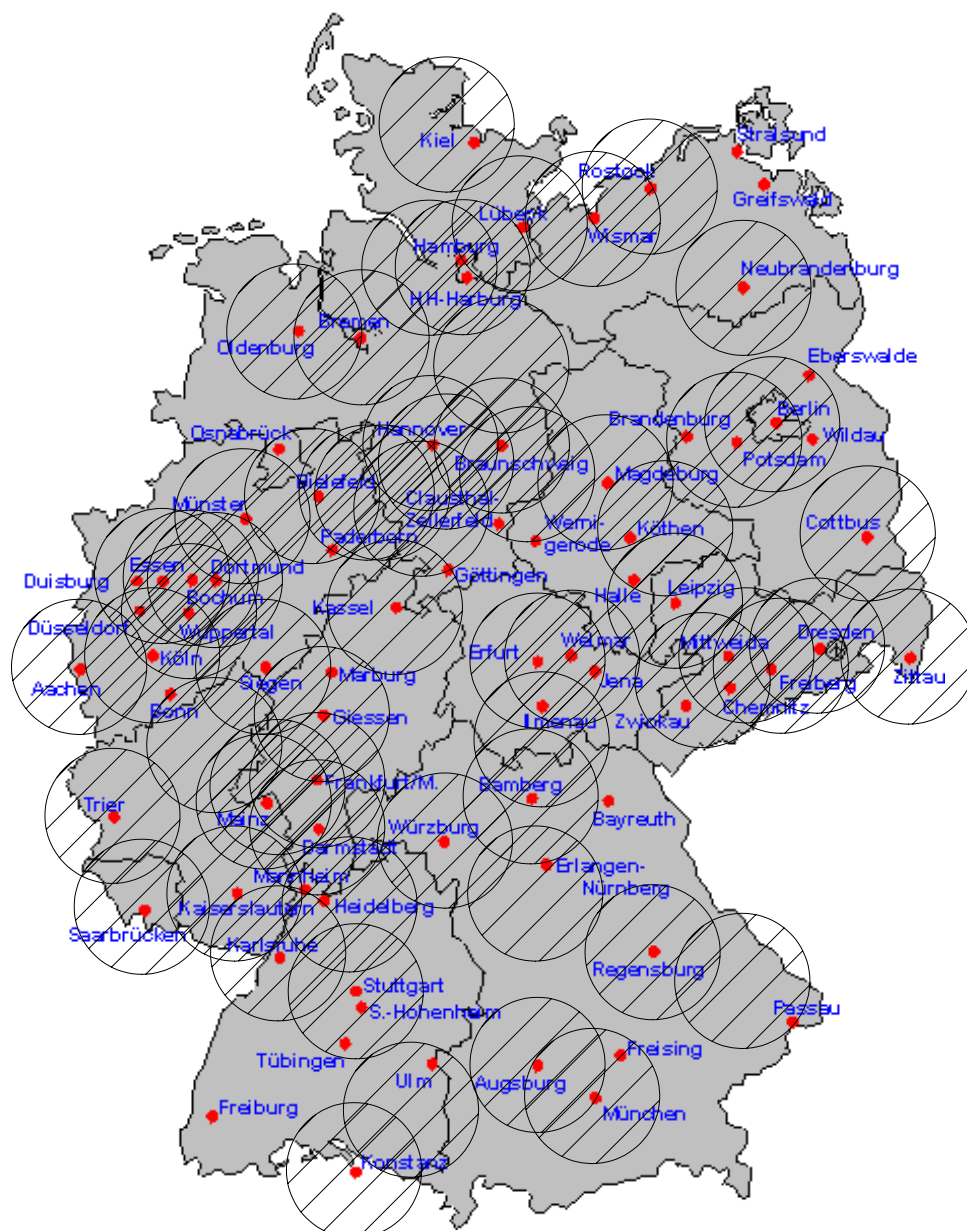 Stralsund
Kiel
Rostock
Greifswald
Lübeck
Wismar
Hamburg
Neubrandenburg
HH-Harburg
Bremen
Oldenburg
Eberswalde
Berlin
Brandenburg
Hannover
Osnabrück
Wildau
Potsdam
Braunschweig
Magdeburg
Bielefeld
Clausthal-
Zellerfeld
Münster
Cottbus
Werni-
gerode
Köthen
Paderborn
Essen
Dortmund
Duisburg
Göttingen
Bochum
Halle
Leipzig
Kassel
Düsseldorf
Wuppertal
Dresden
Weimar
Mittweida
Köln
Erfurt
Aachen
Siegen
Marburg
Jena
Freiberg
Zittau
Bonn
Giessen
Ilmenau
Zwickau
Chemnitz
Frankfurt/M.
Bamberg
Trier
Mainz
Bayreuth
Würzburg
Darmstadt
Erlangen-
Nürnberg
Mannheim
Kaiserslautern
Heidelberg
Saarbrücken
Karlsruhe
Regensburg
Stuttgart
S.-Hohenheim
Passau
Tübingen
Ulm
Augsburg
Freising
Freiburg
München
Konstanz